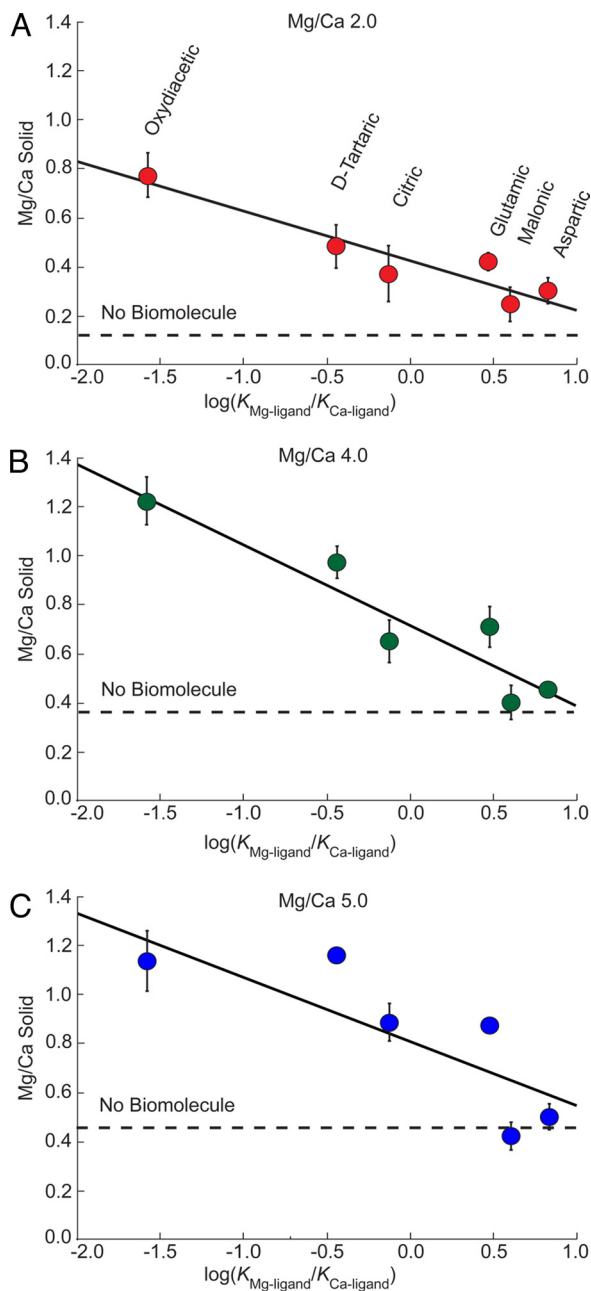 A
Mg/Ca 2.0
1.4
1.2
1.0
0.8
0.6
0.4
0.2
0.0
Mg/Ca Solid
Oxydiacetic
D-Tartaric
Citric
Glutamic
Malonic
Aspartic
No Biomolecule
-2.0 -1.5 -1.0 -0.5 0.0 0.5 1.0
log(KMg-ligand/KCa-ligand)
B
Mg/Ca 4.0
1.4
1.2
1.0
0.8
0.6
0.4
0.2
0.0
Mg/Ca Solid
No Biomolecule
-2.0 -1.5 -1.0 -0.5 0.0 0.5 1.0
log(KMg-ligand/KCa-ligand)
C
Mg/Ca 5.0
1.4
1.2
1.0
0.8
0.6
0.4
0.2
0.0
Mg/Ca Solid
No Biomolecule
-2.0 -1.5 -1.0 -0.5 0.0 0.5 1.0
log(KMg-ligand/KCa-ligand)